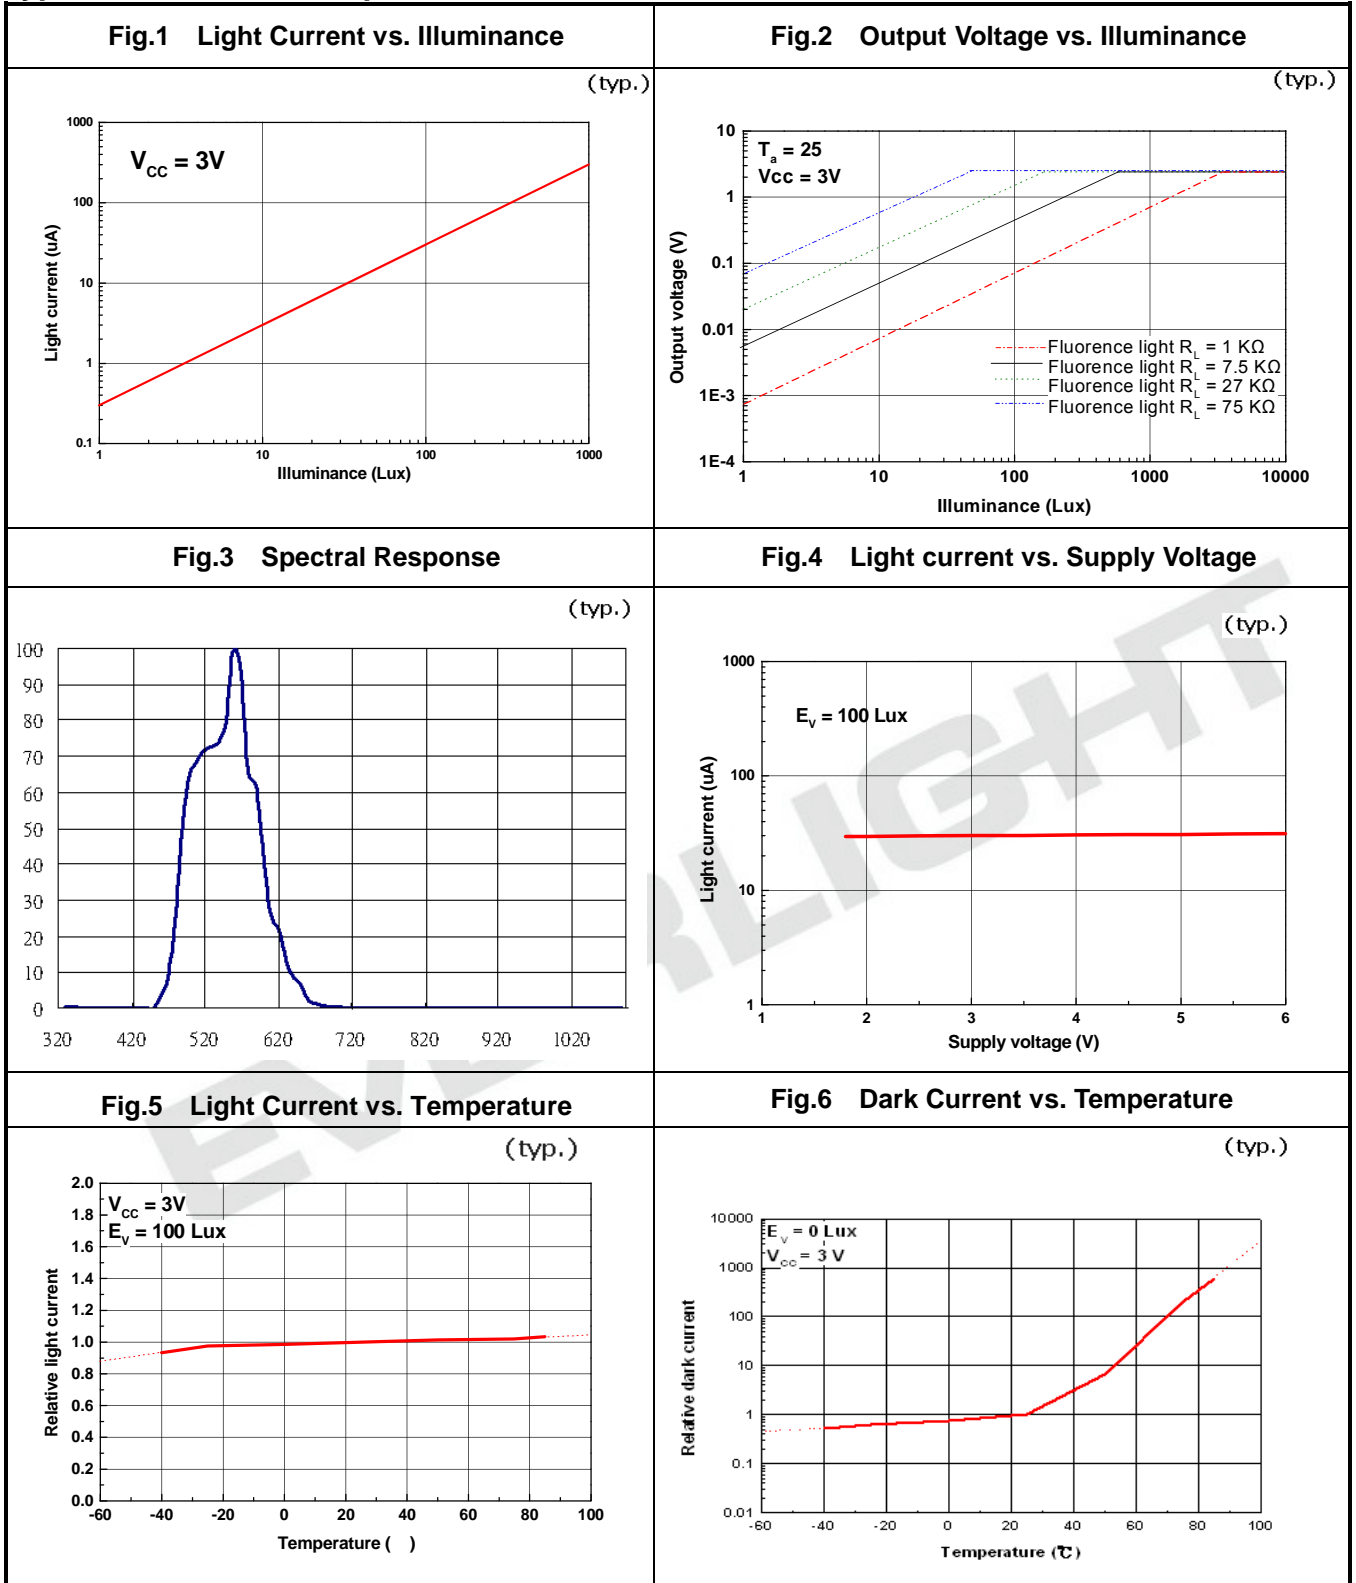 Fig.1 Light Current vs. Illuminance
Fig.2 Output Voltage vs. Illuminance
(typ.)
1000
100
10
1
0.1
VCC = 3V
Light current (uA)
1 10 100 1000
Illuminance (Lux)
(typ.)
10
1
0.1
0.01
1E-3
1E-4
Ta = 25
Vcc = 3V
Output voltage (V)
Fluorence light RL = 1 KΩ
Fluorence light RL = 7.5 KΩ
Fluorence light RL = 27 KΩ
Fluorence light RL = 75 KΩ
1 10 100 1000 10000
Illuminance (Lux)
Fig.3 Spectral Response
Fig.4 Light current vs. Supply Voltage
(typ.)
100
90
80
70
60
50
40
30
20
10
0
320 420 520 620 720 820 920 1020
(typ.)
1000
100
10
1
EV = 100 Lux
Light current (uA)
1 2 3 4 5 6
Supply voltage (V)
EVERLIGHT
Fig.5 Light Current vs. Temperature
Fig.6 Dark Current vs. Temperature
(typ.)
2.0
1.8
1.6
1.4
1.2
1.0
0.8
0.6
0.4
0.2
0.0
VCC = 3V
EV = 100 Lux
Relative light current
-60 -40 -20 0 20 40 60 80 100
Temperature ( )
(typ.)
10000
1000
100
10
1
0.1
0.01
EV = 0 Lux
Vcc = 3 V
Relative dark current
-60 -40 -20 0 20 40 60 80 100
Temperature (℃)